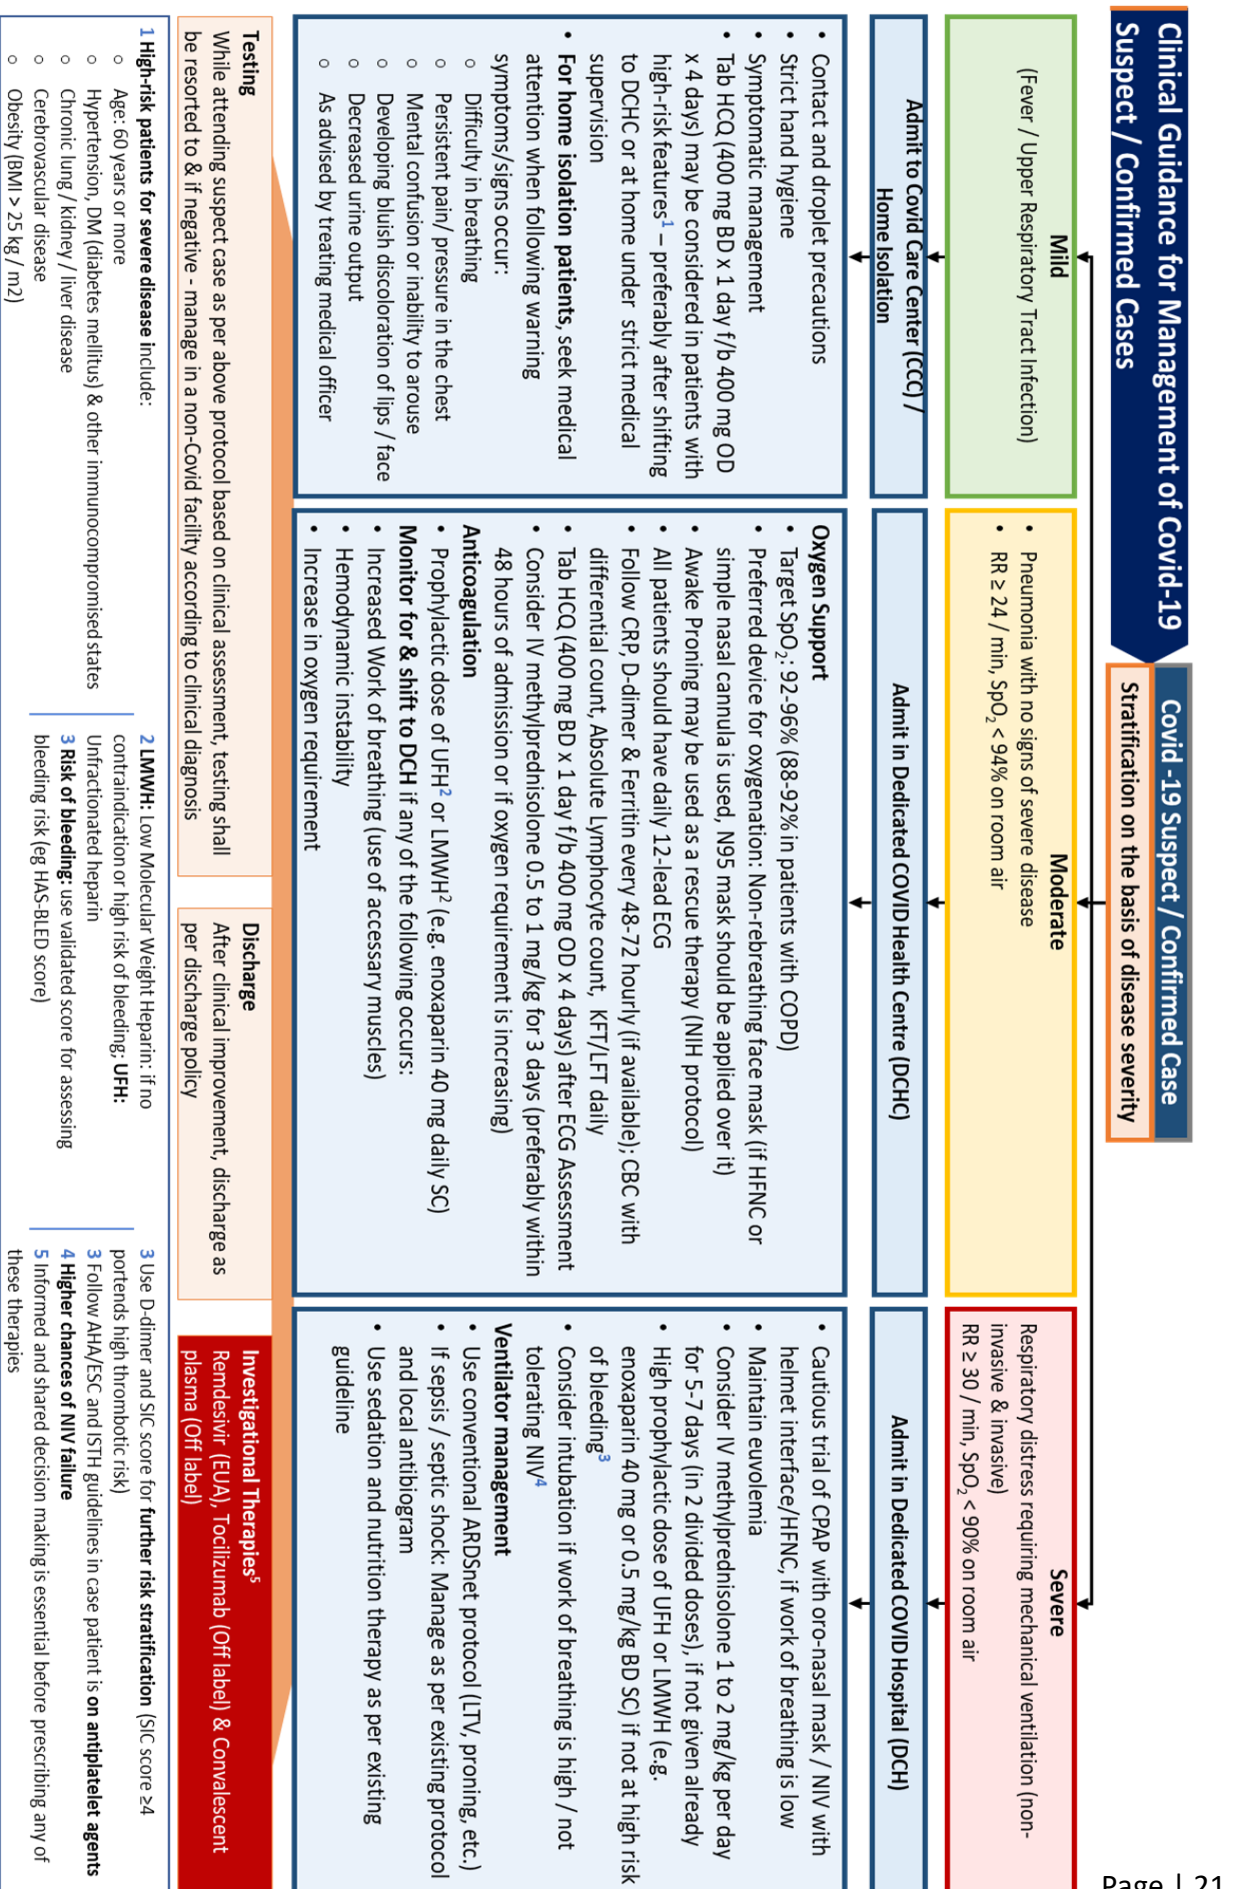 Clinical Guidance for Management of Covid-19
Suspect / Confirmed Cases
Covid -19 Suspect / Confirmed Case
Stratification on the basis of disease severity
Mild
(Fever / Upper Respiratory Tract Infection)
Moderate
• Pneumonia with no signs of severe disease
• RR ≥ 24 / min, SpO2 < 94% on room air
Severe
Respiratory distress requiring mechanical ventilation (non-
invasive & invasive)
RR ≥ 30 / min, SpO2 < 90% on room air
Admit to Covid Care Center (CCC) /
Home Isolation
Admit in Dedicated COVID Health Centre (DCHC)
Admit in Dedicated COVID Hospital (DCH)
• Contact and droplet precautions
• Strict hand hygiene
• Symptomatic management
• Tab HCQ (400 mg BD x 1 day f/b 400 mg OD
x 4 days) may be considered in patients with
high-risk features1 – preferably after shifting
to DCHC or at home under strict medical
supervision
• For home isolation patients, seek medical
attention when following warning
symptoms/signs occur:
○ Difficulty in breathing
○ Persistent pain/ pressure in the chest
○ Mental confusion or inability to arouse
○ Developing bluish discoloration of lips / face
○ Decreased urine output
○ As advised by treating medical officer
Oxygen Support
• Target SpO2: 92-96% (88-92% in patients with COPD)
• Preferred device for oxygenation: Non-rebreathing face mask (if HFNC or
simple nasal cannula is used, N95 mask should be applied over it)
• Awake Proning may be used as a rescue therapy (NIH protocol)
• All patients should have daily 12-lead ECG
• Follow CRP, D-dimer & Ferritin every 48-72 hourly (if available); CBC with
differential count, Absolute Lymphocyte count, KFT/LFT daily
• Tab HCQ (400 mg BD x 1 day f/b 400 mg OD x 4 days) after ECG Assessment
• Consider IV methylprednisolone 0.5 to 1 mg/kg for 3 days (preferably within
48 hours of admission or if oxygen requirement is increasing)
Anticoagulation
• Prophylactic dose of UFH2 or LMWH2 (e.g. enoxaparin 40 mg daily SC)
Monitor for & shift to DCH if any of the following occurs:
• Increased Work of breathing (use of accessary muscles)
• Hemodynamic instability
• Increase in oxygen requirement
• Cautious trial of CPAP with oro-nasal mask / NIV with
helmet interface/HFNC, if work of breathing is low
• Maintain euvolemia
• Consider IV methylprednisolone 1 to 2 mg/kg per day
for 5-7 days (in 2 divided doses), if not given already
• High prophylactic dose of UFH or LMWH (e.g.
enoxaparin 40 mg or 0.5 mg/kg BD SC) if not at high risk
of bleeding3
• Consider intubation if work of breathing is high / not
tolerating NIV4
Ventilator management
• Use conventional ARDSnet protocol (LTV, proning, etc.)
• If sepsis / septic shock: Manage as per existing protocol
and local antibiogram
• Use sedation and nutrition therapy as per existing
guideline
Testing
While attending suspect case as per above protocol based on clinical assessment, testing shall
be resorted to & if negative - manage in a non-Covid facility according to clinical diagnosis
Discharge
After clinical improvement, discharge as
per discharge policy
Investigational Therapies5
Remdesivir (EUA), Tocilizumab (Off label) & Convalescent
plasma (Off label)
1 High-risk patients for severe disease include:
○ Age: 60 years or more
○ Hypertension, DM (diabetes mellitus) & other immunocompromised states
○ Chronic lung / kidney / liver disease
○ Cerebrovascular disease
○ Obesity (BMI > 25 kg / m2)
2 LMWH: Low Molecular Weight Heparin: if no
contraindication or high risk of bleeding; UFH:
Unfractionated heparin
3 Risk of bleeding: use validated score for assessing
bleeding risk (eg HAS-BLED score)
3 Use D-dimer and SIC score for further risk stratification (SIC score ≥4
portends high thrombotic risk)
3 Follow AHA/ESC and ISTH guidelines in case patient is on antiplatelet agents
4 Higher chances of NIV failure
5 Informed and shared decision making is essential before prescribing any of
these therapies
Page | 21